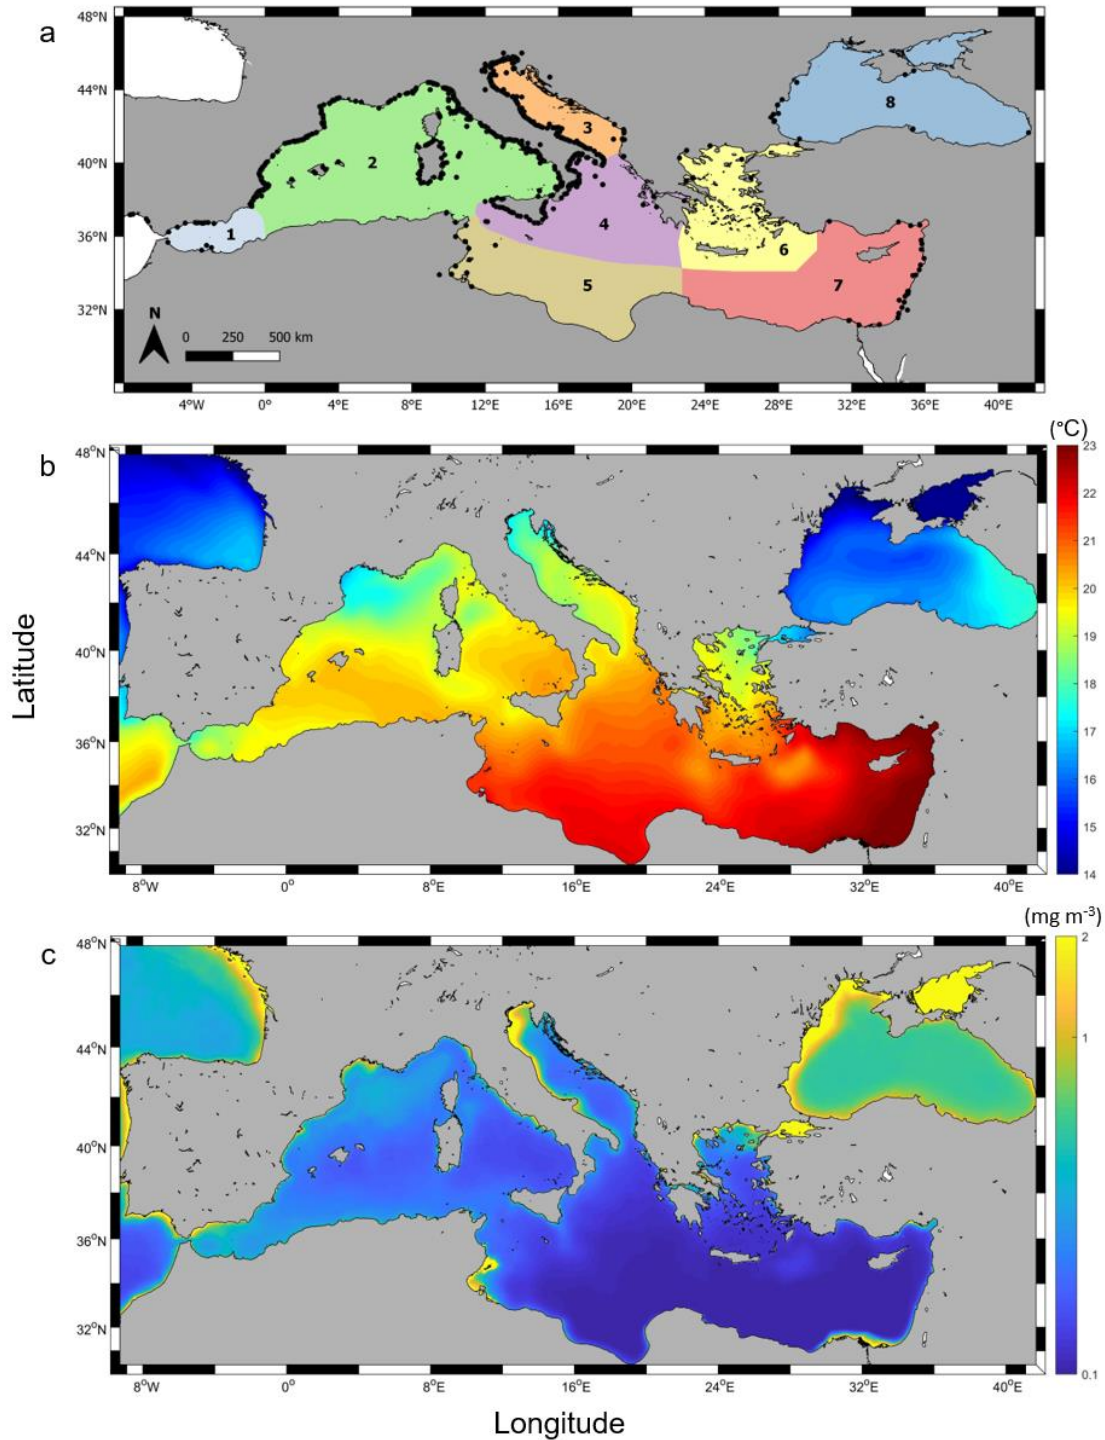 a
48°N
44°N
40°N
36°N
32°N
1
2
3
4
5
6
7
8
N
0 250 500 km
4°W 0° 4°E 8°E 12°E 16°E 20°E 24°E 28°E 32°E 36°E 40°E
b
(°C)
48°N
44°N
40°N
36°N
32°N
8°W 0° 8°E 16°E 24°E 32°E 40°E
23
22
21
20
19
18
17
16
15
14
Latitude
c
(mg m-3)
48°N
44°N
40°N
36°N
32°N
8°W 0° 8°E 16°E 24°E 32°E 40°E
2
1
0.1
Longitude